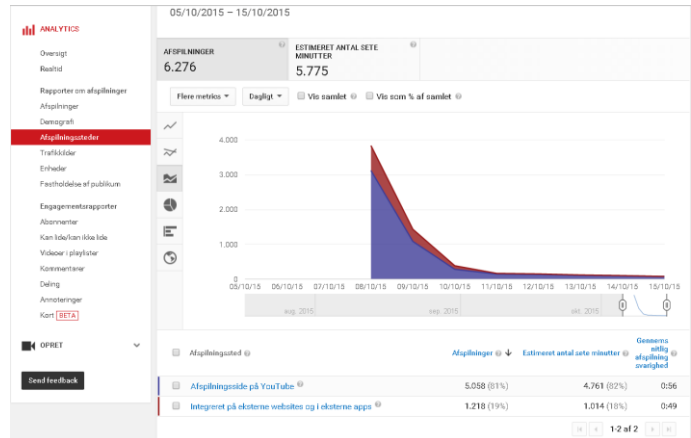 05/10/2015 – 15/10/2015
ANALYTICS
Oversigt
Realtid
Rapporter om afspilninger
Afspilninger
Demografi
Afspilningssteder
Trafikkilder
Enheder
Fastholdelse af publikum
Engagementsrapporter
Abonnenter
Kan lide/kan ikke lide
Videoer i playlister
Kommentarer
Deling
Annoteringer
Kort BETA
OPRET
Send feedback
AFSPILNINGER
6.276
ESTIMERET ANTAL SETE
MINUTTER
5.775
Flere metrics Dagligt Vis samlet Vis som % af samlet
4.000
3.000
2.000
1.000
0
05/10/15 06/10/15 07/10/15 08/10/15 09/10/15 10/10/15 11/10/15 12/10/15 13/10/15 14/10/15 15/10/15
aug. 2015 sep. 2015 okt. 2015
Afspilningssted Afspilninger Estimeret antal sete minutter Gennems
nitlig
afspilning
svarighed
Afspilningsside på YouTube 5.058 (81%) 4.761 (82%) 0:56
Integreret på eksterne websites og i eksterne apps 1.218 (19%) 1.014 (18%) 0:49
1-2 af 2